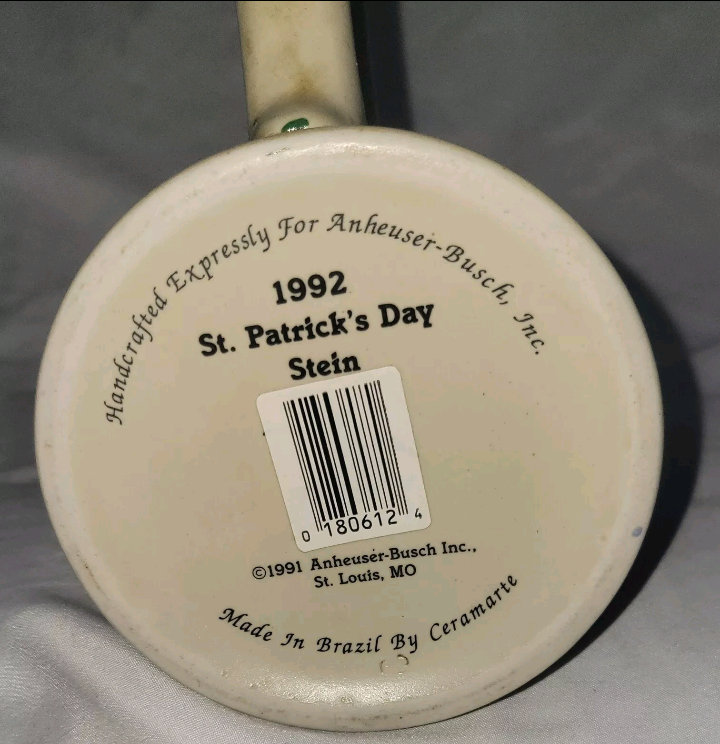 Handcrafted Expressly For Anheuser-Busch, Inc.
1992
St. Patrick's Day
Stein
0 180612 4
©1991 Anheuser-Busch Inc.,
St. Louis, MO
Made In Brazil By Ceramarte